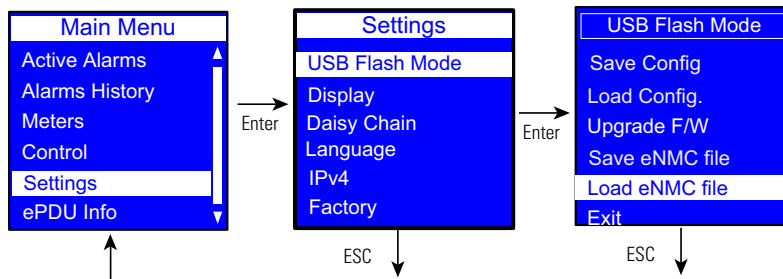 Main Menu
Active Alarms
Alarms History
Meters
Control
Settings
ePDU Info
Enter
Settings
USB Flash Mode
Display
Daisy Chain
Language
IPv4
Factory
ESC
Enter
USB Flash Mode
Save Config
Load Config.
Upgrade F/W
Save eNMC file
Load eNMC file
Exit
ESC